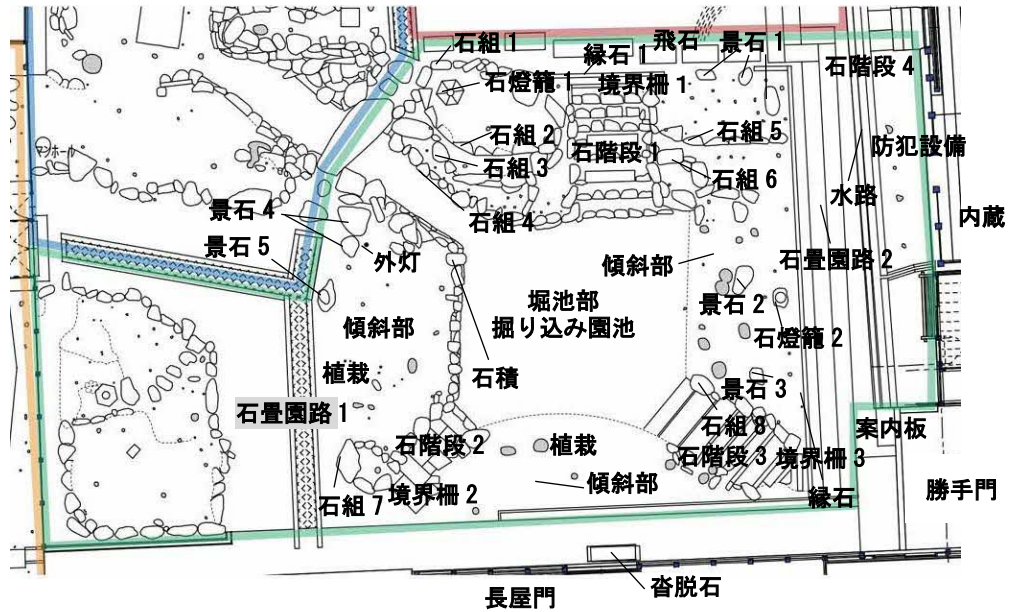 石組 1
縁石 1
飛石
景石 1
石燈籠 1
境界柵 1
石階段 4
石組 2
石階段 1
石組 5
防犯設備
マンホール
石組 3
石組 6
水路
景石 4
石組 4
内蔵
景石 5
外灯
傾斜部
石畳園路 2
堀池部
掘り込み園池
景石 2
傾斜部
石燈籠 2
植栽
石積
景石 3
石畳園路 1
石組 8
案内板
石階段 2
植栽
石階段 3
境界柵 3
石組 7
境界柵 2
傾斜部
縁石
勝手門
長屋門
沓脱石